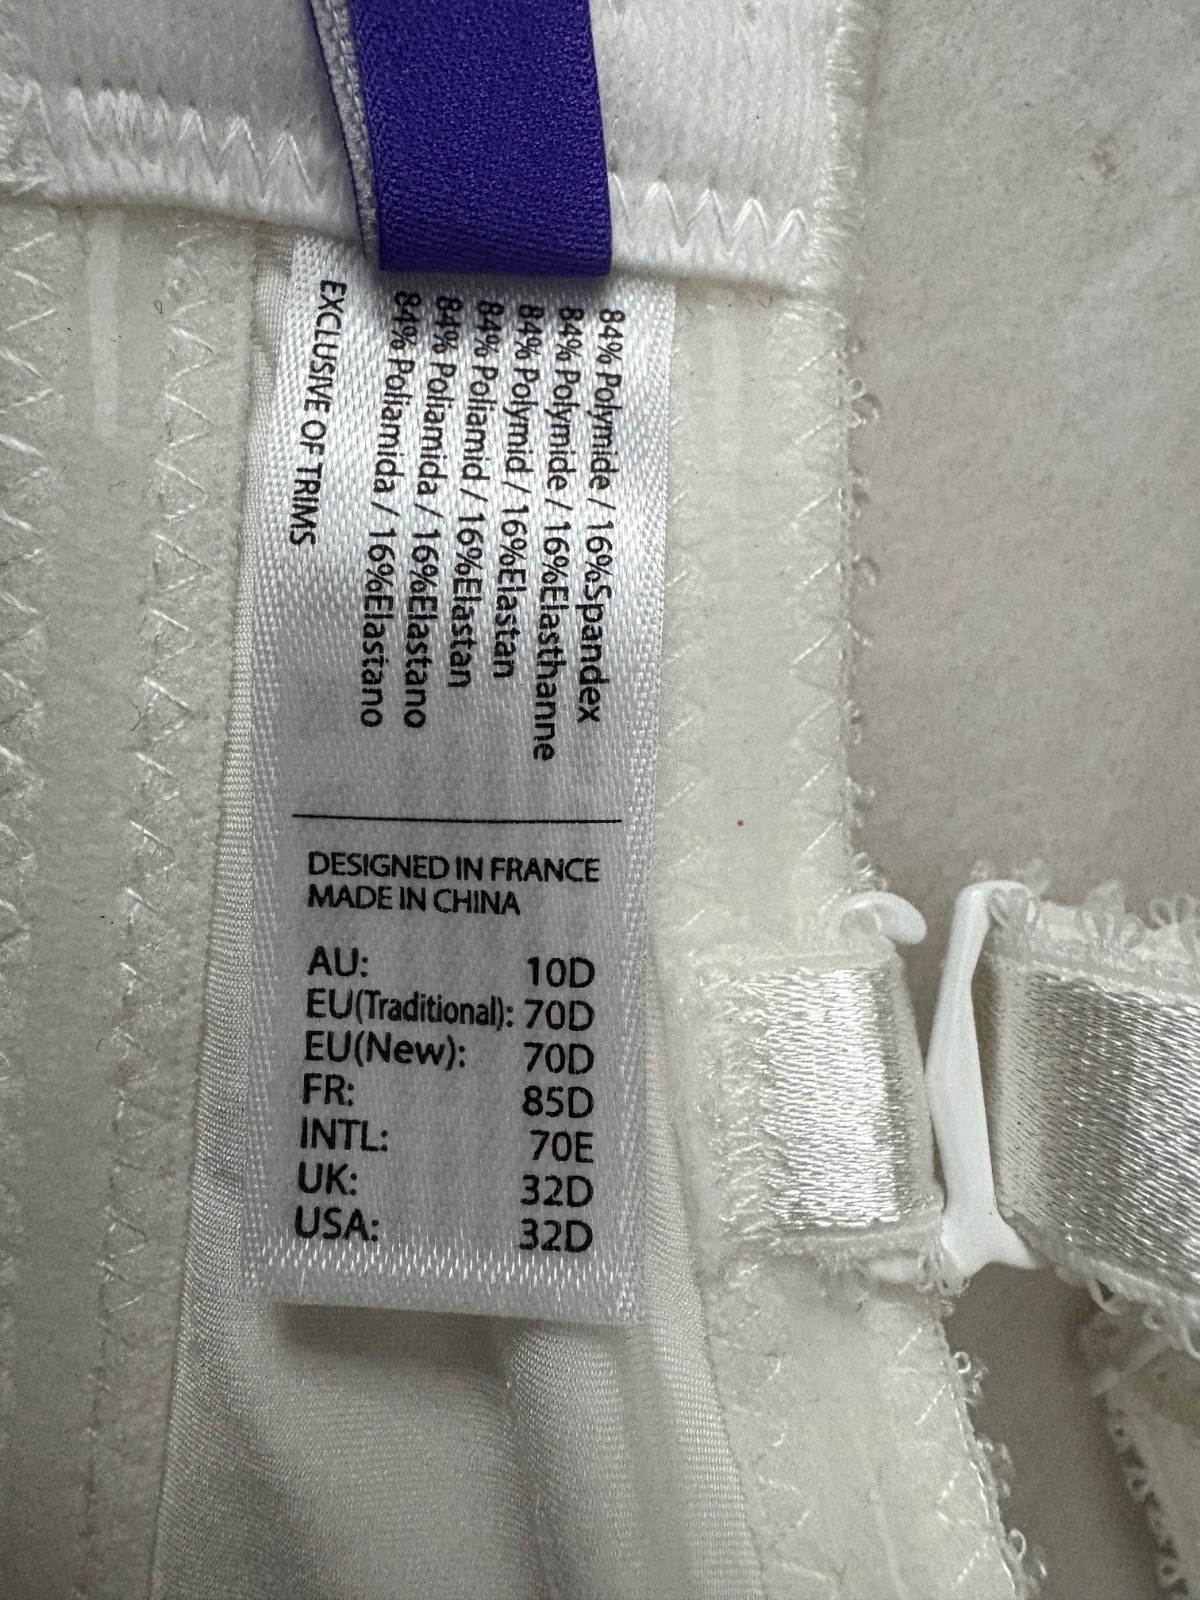 84% Polymide / 16%Spandex
84% Polymide / 16%Elasthanne
84% Polymid / 16%Elastan
84% Poliamid / 16%Elastan
84% Poliamida / 16%Elastano
84% Poliamida / 16%Elastano
EXCLUSIVE OF TRIMS
DESIGNED IN FRANCE
MADE IN CHINA
AU: 10D
EU(Traditional): 70D
EU(New): 70D
FR: 85D
INTL: 70E
UK: 32D
USA: 32D